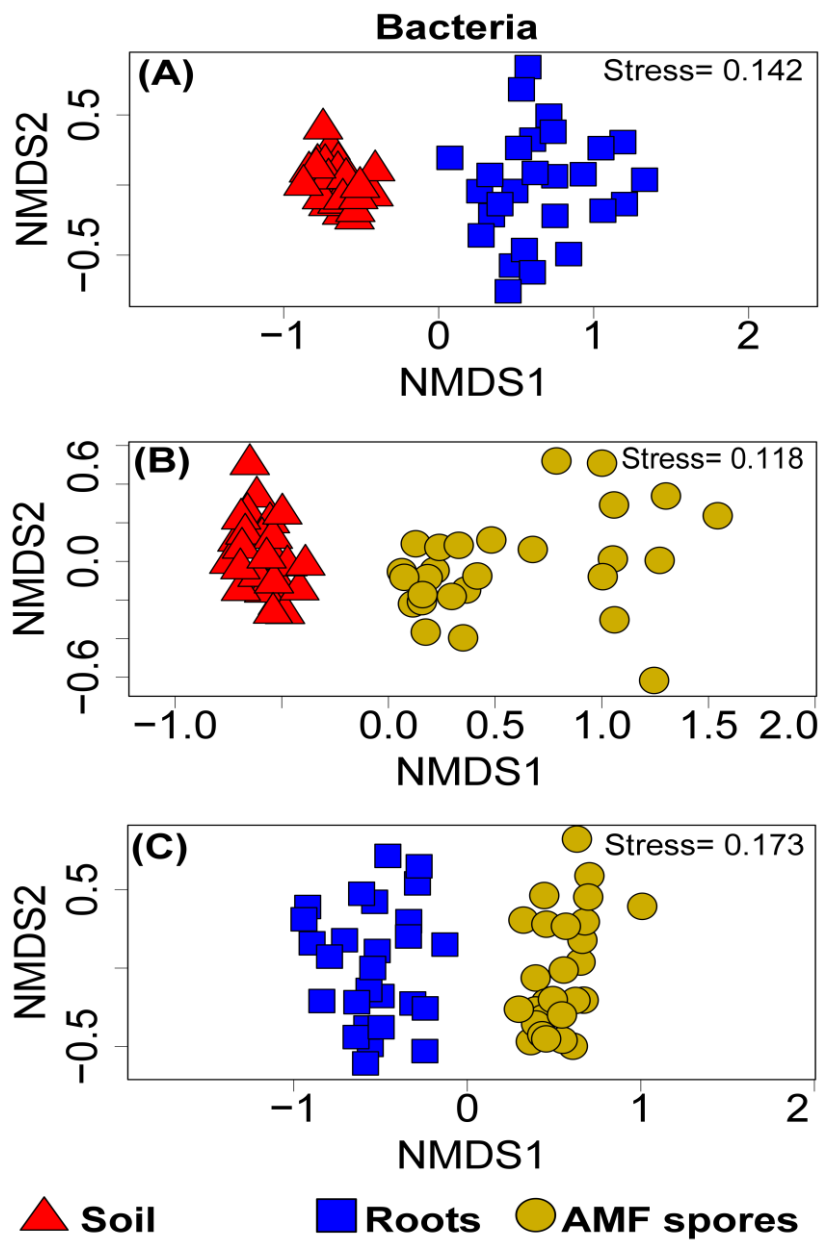 Bacteria
(A)
Stress= 0.142
NMDS2
0.5
−0.5
−1 0 1 2
NMDS1
(B)
Stress= 0.118
NMDS2
0.6
0.0
−0.6
−1.0 0.0 0.5 1.0 1.5 2.0
NMDS1
(C)
Stress= 0.173
NMDS2
0.5
−0.5
−1 0 1 2
NMDS1
Soil Roots AMF spores